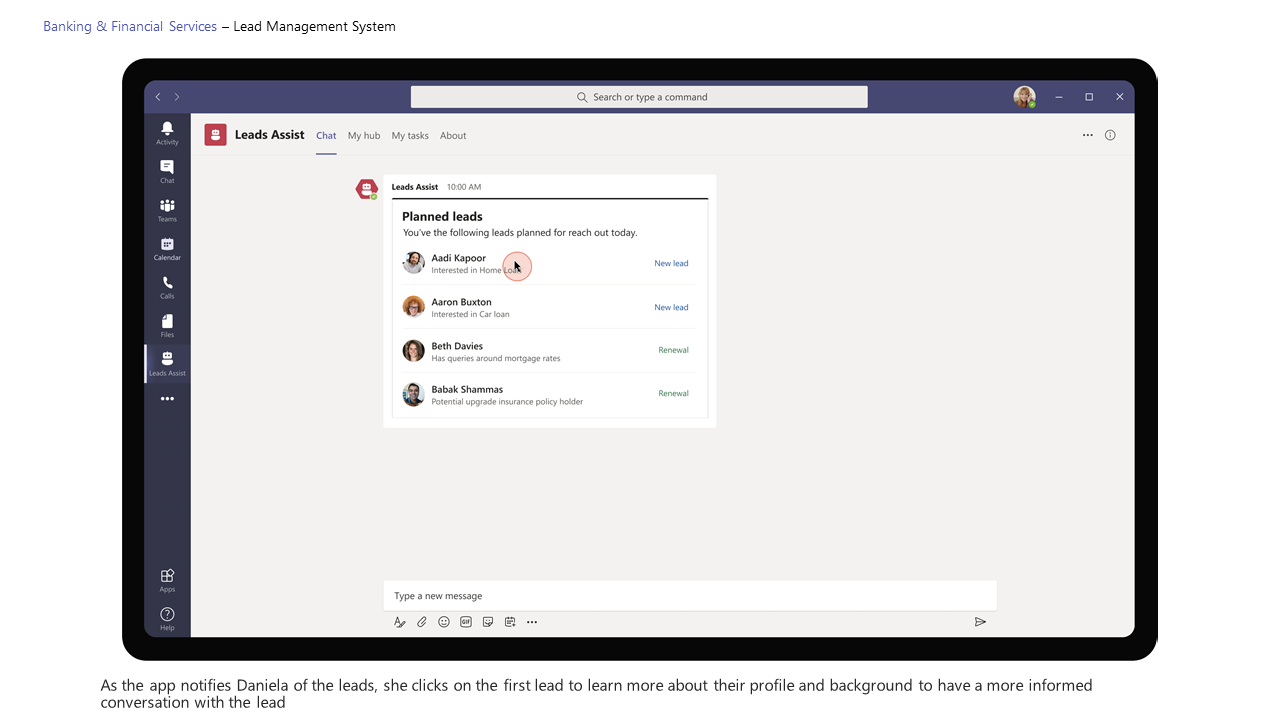 Banking & Financial Services – Lead Management System
Search or type a command
Activity
Chat
Teams
Calendar
Calls
Files
Leads Assist
Apps
Help
Leads Assist Chat My hub My tasks About
Leads Assist 10:00 AM
Planned leads
You've the following leads planned for reach out today.
Aadi Kapoor
Interested in Home Loan
New lead
Aaron Buxton
Interested in Car loan
New lead
Beth Davies
Has queries around mortgage rates
Renewal
Babak Shammas
Potential upgrade insurance policy holder
Renewal
Type a new message
GIF
As the app notifies Daniela of the leads, she clicks on the first lead to learn more about their profile and background to have a more informed
conversation with the lead